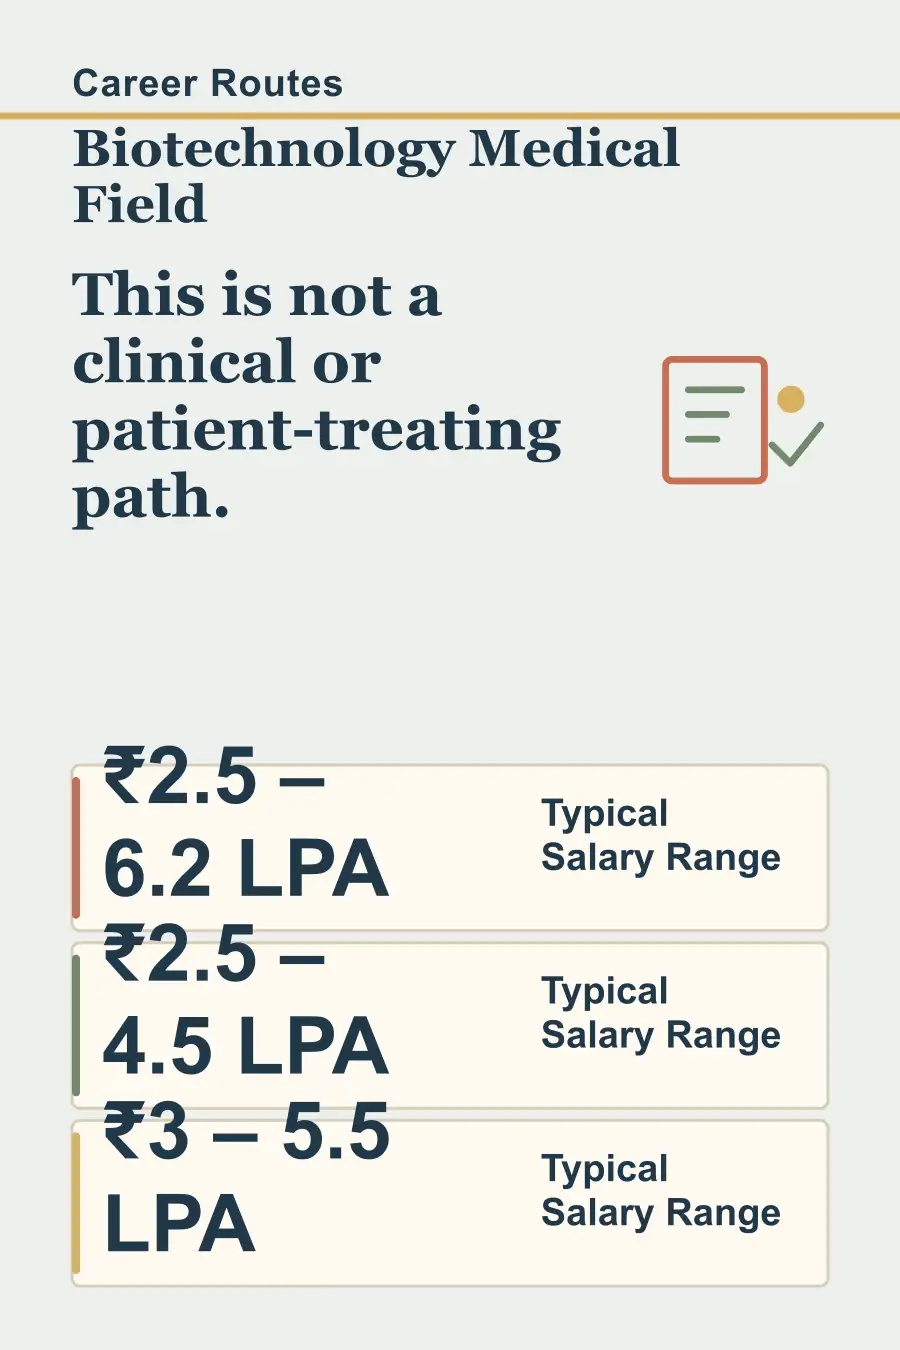 Career Routes
Biotechnology Medical
Field
This is not a
clinical or
patient-treating
path.
₹2.5 –
6.2 LPA
Typical
Salary Range
₹2.5 –
4.5 LPA
Typical
Salary Range
₹3 – 5.5
LPA
Typical
Salary Range